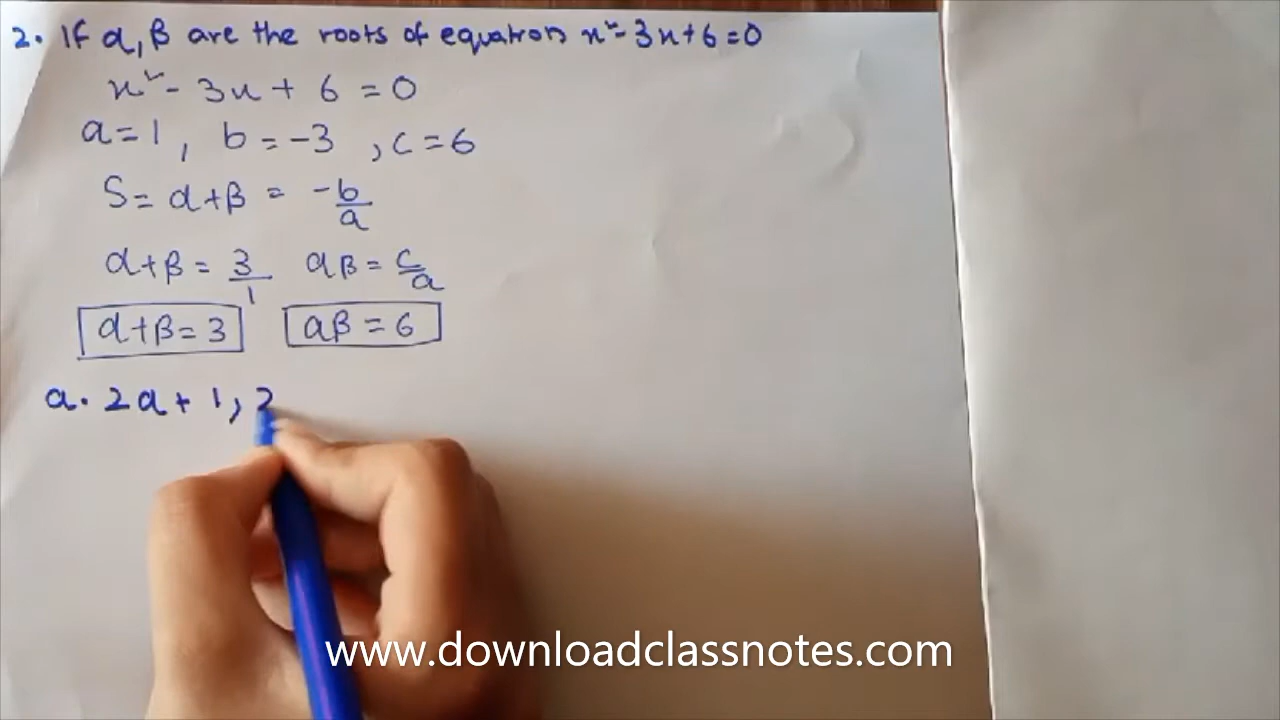 2. If α, β are the roots of equation x² - 3x + 6 = 0
x² - 3x + 6 = 0
a = 1, b = -3, c = 6
S = α + β = -b/a
α + β = 3/1 αβ = c/a
α + β = 3 αβ = 6
a. 2α + 1, 2
www.downloadclassnotes.com